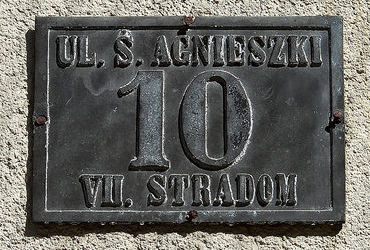 UL. Ś. AGNIESZKI
10
VII. STRADOM